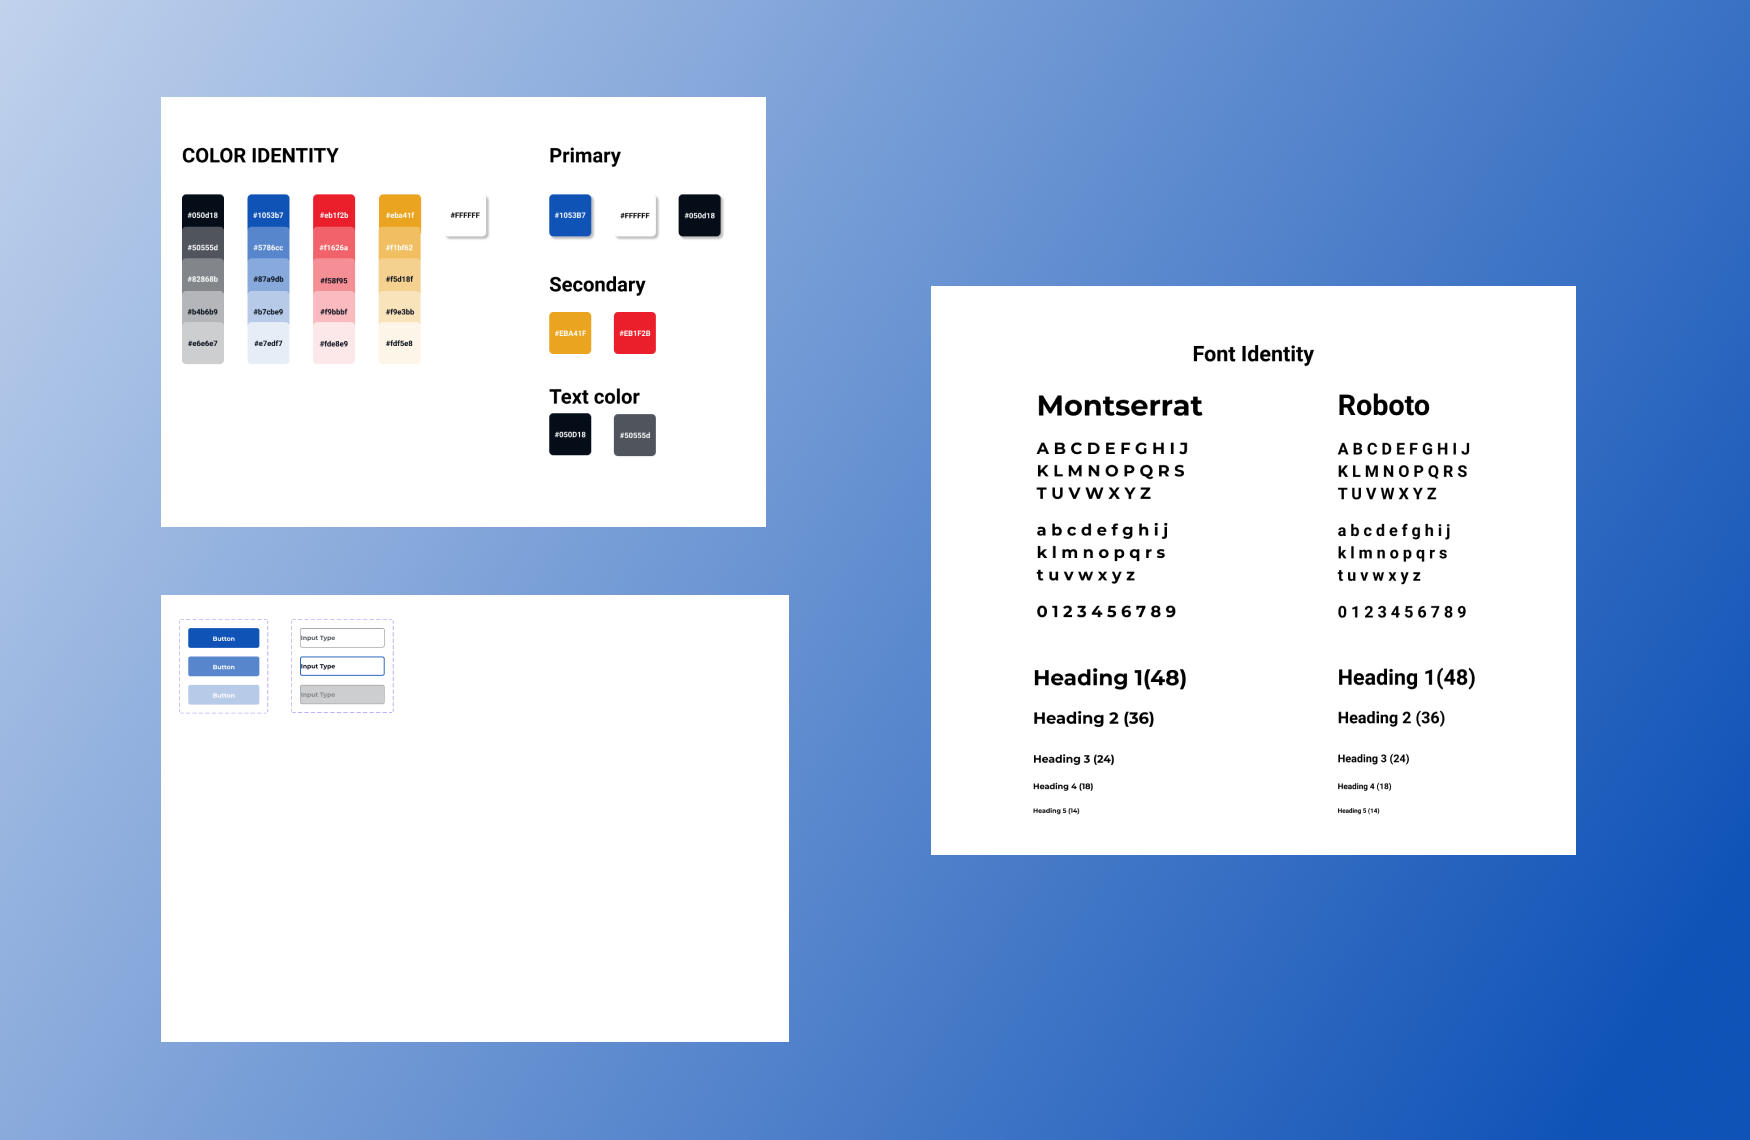 COLOR IDENTITY
#050d18
#50555d
#82868b
#b4b6b9
#e6e6e7
#1053b7
#5786cc
#87a9db
#b7cbe9
#e7edf7
#eb1f2b
#f1626a
#f58f95
#f9bbbf
#fde8e9
#eba41f
#f1bf62
#f5d18f
#f9e3bb
#fdf5e8
#FFFFFF
Primary
#1053B7
#FFFFFF
#050d18
Secondary
#EBA41F
#EB1F2B
Text color
#050D18
#50555d
Button
Button
Button
Input Type
Input Type
Input Type
Font Identity
Montserrat
A B C D E F G H I J
K L M N O P Q R S
T U V W X Y Z
a b c d e f g h i j
k l m n o p q r s
t u v w x y z
0 1 2 3 4 5 6 7 8 9
Heading 1(48)
Heading 2 (36)
Heading 3 (24)
Heading 4 (18)
Heading 5 (14)
Roboto
A B C D E F G H I J
K L M N O P Q R S
T U V W X Y Z
a b c d e f g h i j
k l m n o p q r s
t u v w x y z
0 1 2 3 4 5 6 7 8 9
Heading 1(48)
Heading 2 (36)
Heading 3 (24)
Heading 4 (18)
Heading 5 (14)